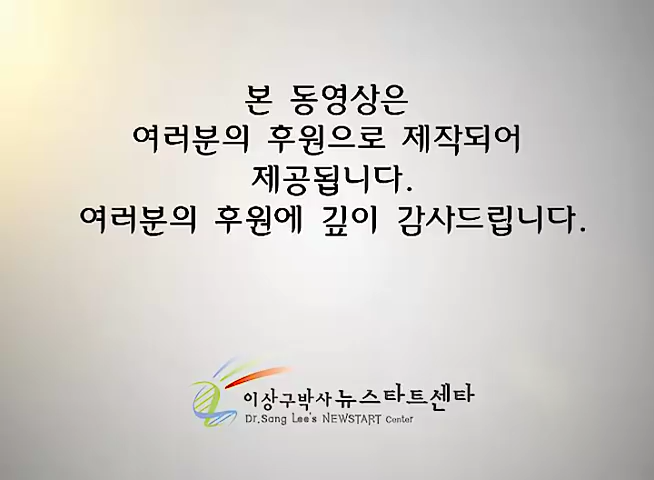 본 동영상은
여러분의 후원으로 제작되어
제공됩니다.
여러분의 후원에 깊이 감사드립니다.
이상구박사 뉴스타트센타
Dr.Sang Lee's NEWSTART Center